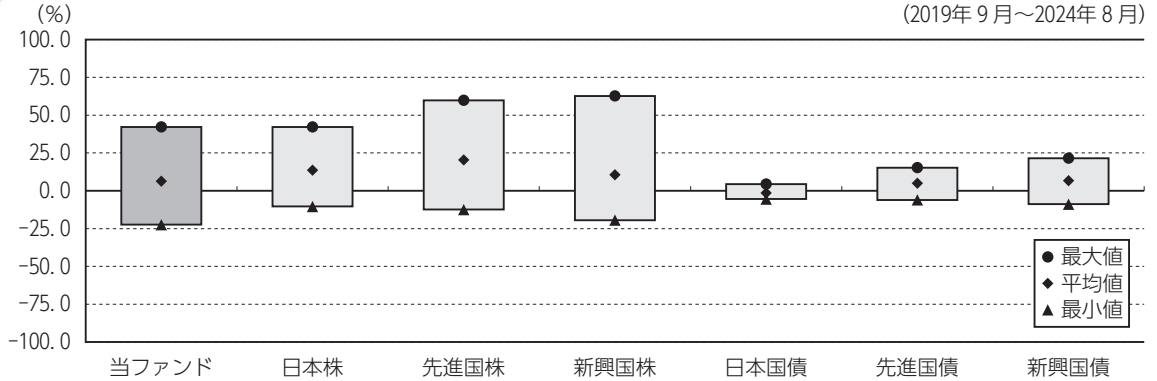 (%)
(2019年9月～2024年8月)
100.0
75.0
50.0
25.0
0.0
-25.0
-50.0
-75.0
-100.0
● 最大値
◆ 平均値
▲ 最小値
当ファンド 日本株 先進国株 新興国株 日本国債 先進国債 新興国債